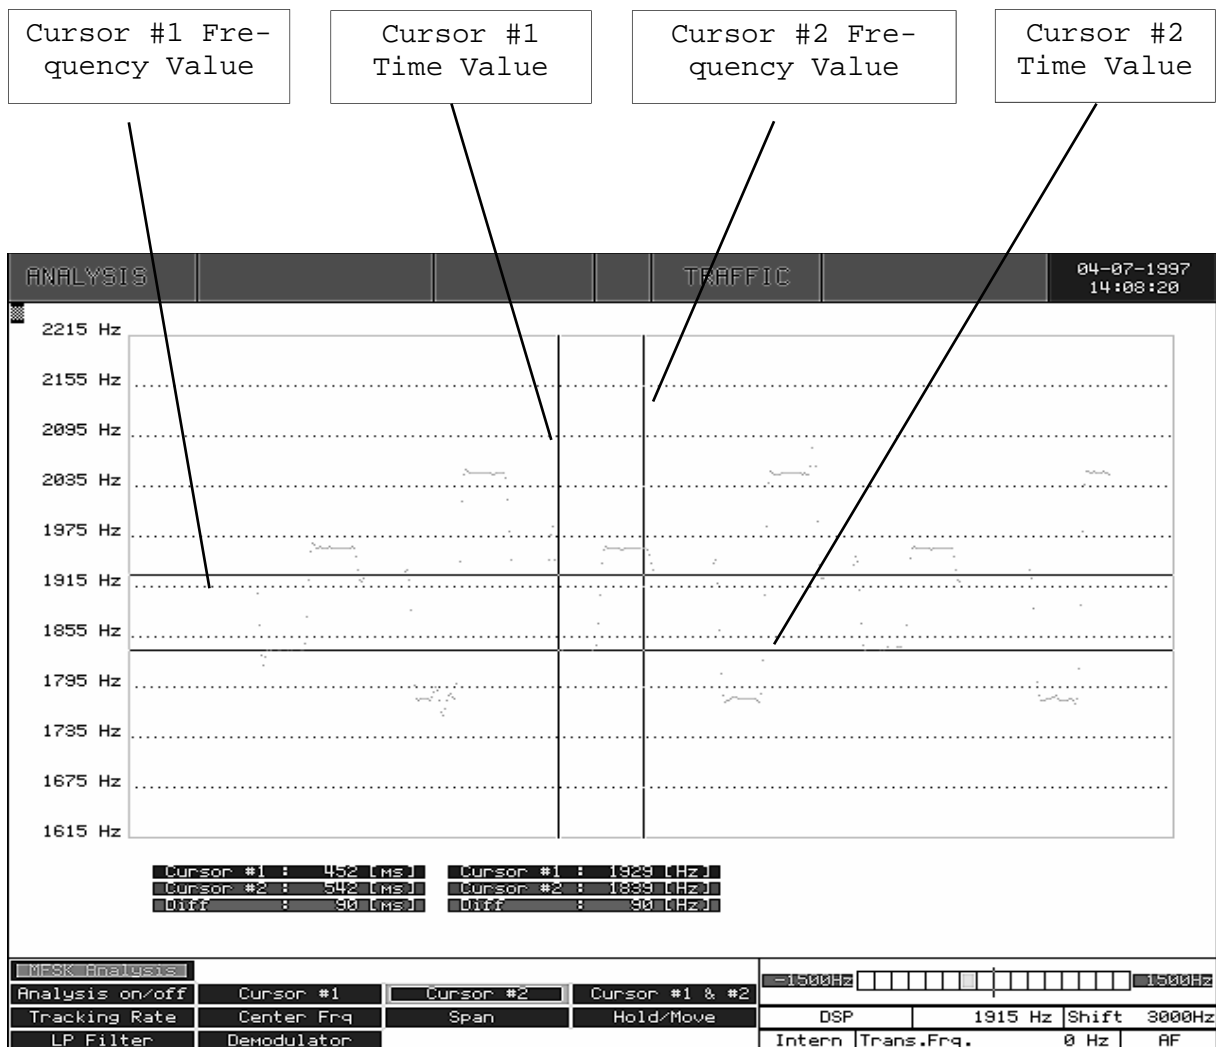 Cursor #1 Fre-
quency Value
Cursor #1
Time Value
Cursor #2 Fre-
quency Value
Cursor #2
Time Value
ANALYSIS
TRAFFIC
04-07-1997
14:08:20
2215 Hz
2155 Hz
2095 Hz
2035 Hz
1975 Hz
1915 Hz
1855 Hz
1795 Hz
1735 Hz
1675 Hz
1615 Hz
Cursor #1 : 452 [ms] Cursor #1 : 1929 [Hz]
Cursor #2 : 542 [ms] Cursor #2 : 1839 [Hz]
Diff : 90 [ms] Diff : 90 [Hz]
MFSK Analysis
-1500Hz 1500Hz
Analysis on/off Cursor #1 Cursor #2 Cursor #1 & #2
Tracking Rate Center Frq Span Hold/Move DSP 1915 Hz Shift 3000Hz
LP Filter Demodulator Intern Trans.Frq. 0 Hz AF